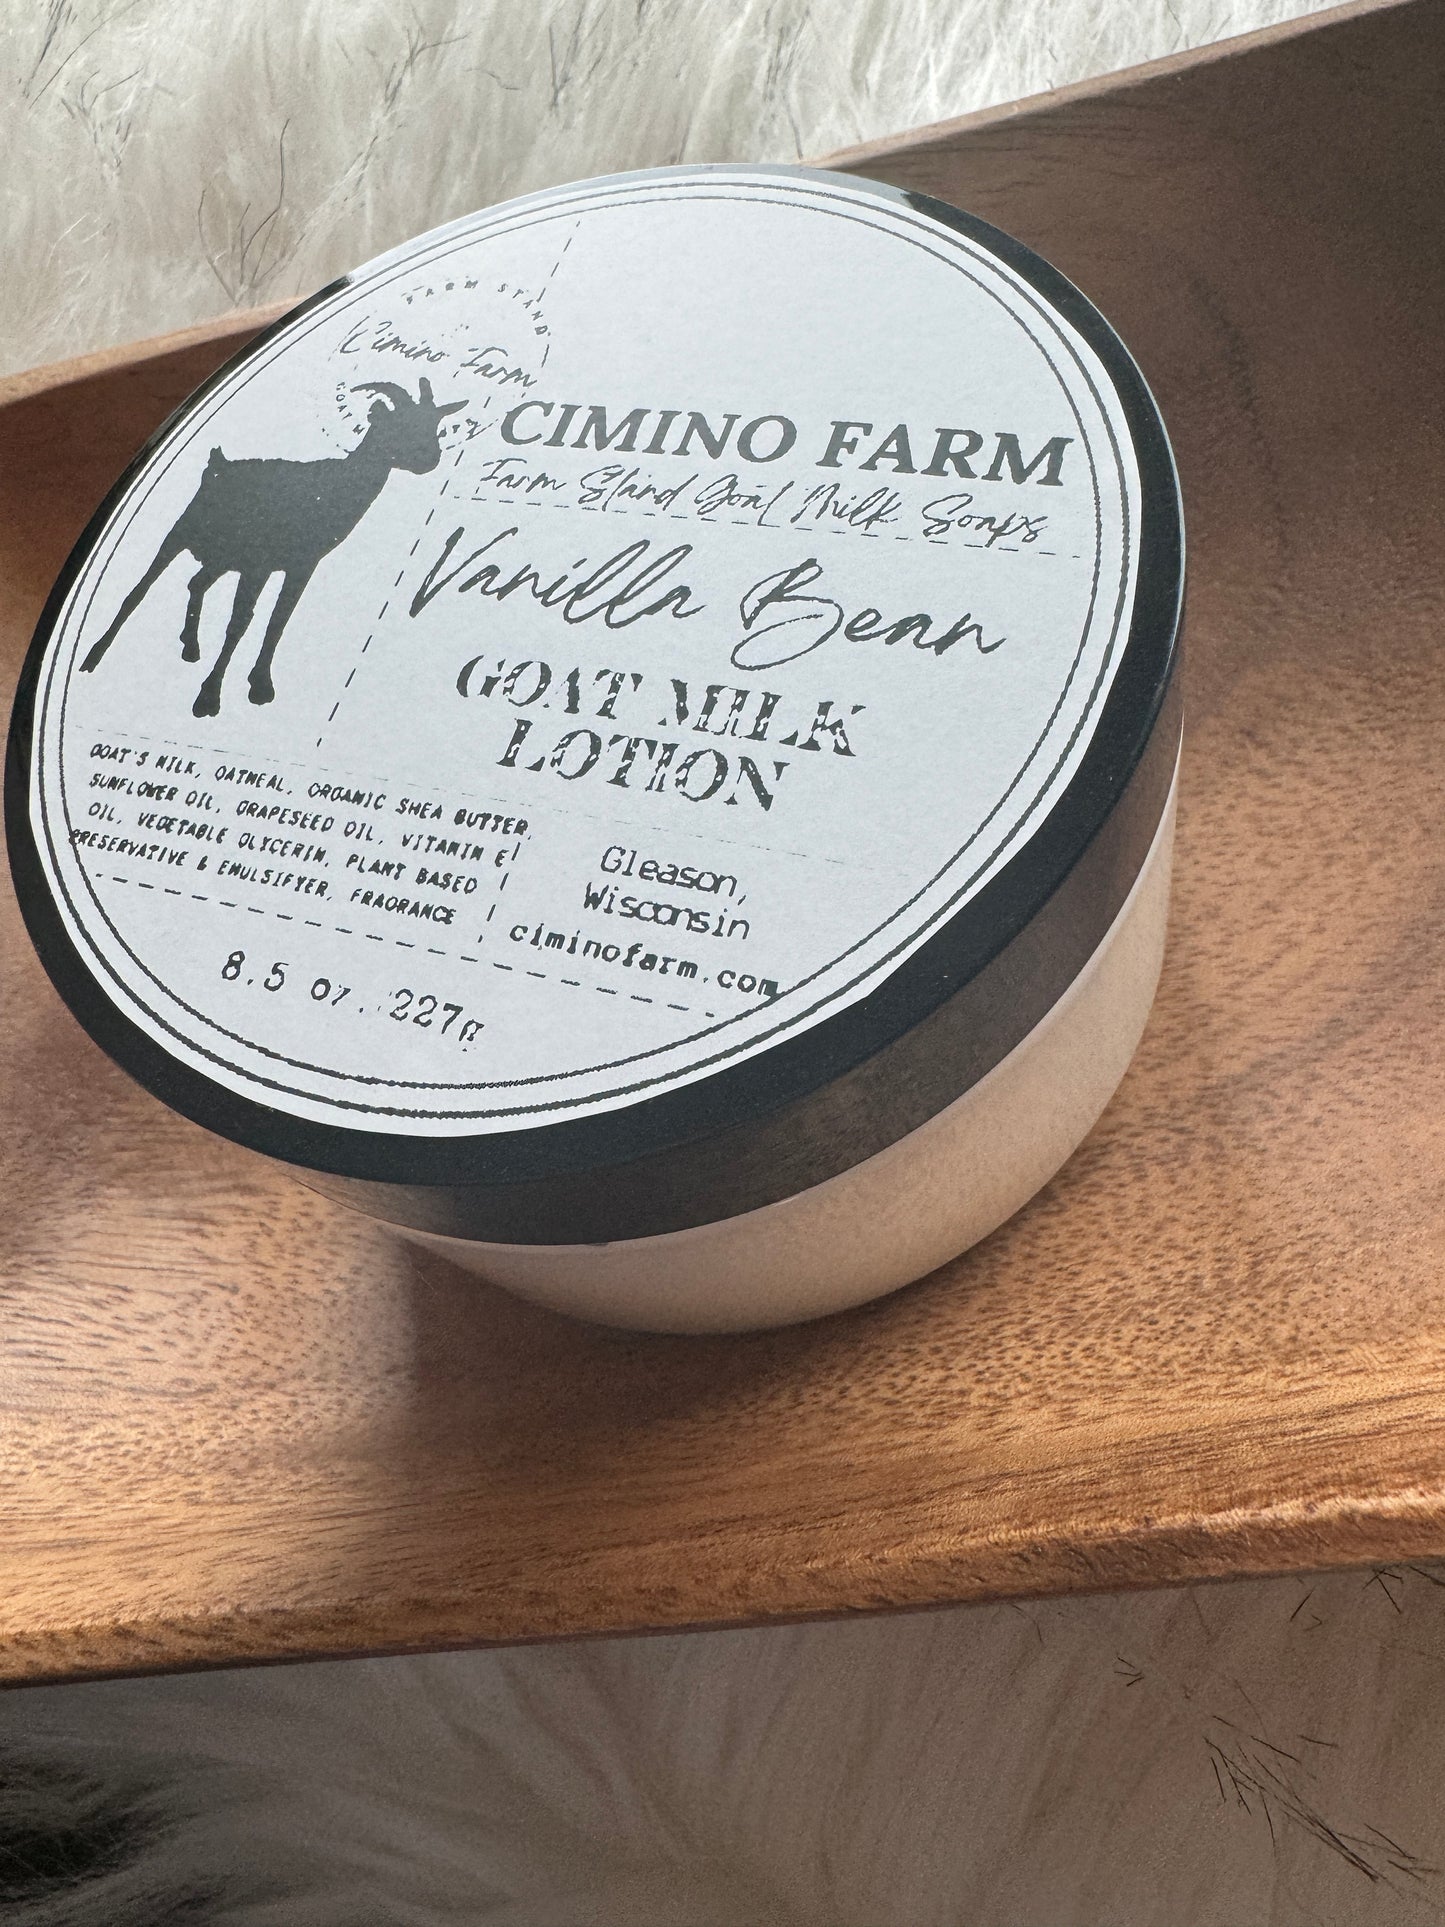 FARM STAND
Cimino Farm
GOAT M
CIMINO FARM
Farm Stand Goat Milk Soaps
Vanilla Bean
GOAT MILK
LOTION
GOAT'S MILK, OATMEAL, ORGANIC SHEA BUTTER,
SUNFLOWER OIL, GRAPESEED OIL, VITAMIN E
OIL, VEGETABLE GLYCERIN, PLANT BASED
PRESERVATIVE & EMULSIFYER, FRAGRANCE
Gleason,
Wisconsin
ciminofarm.com
8.5 oz. 227g